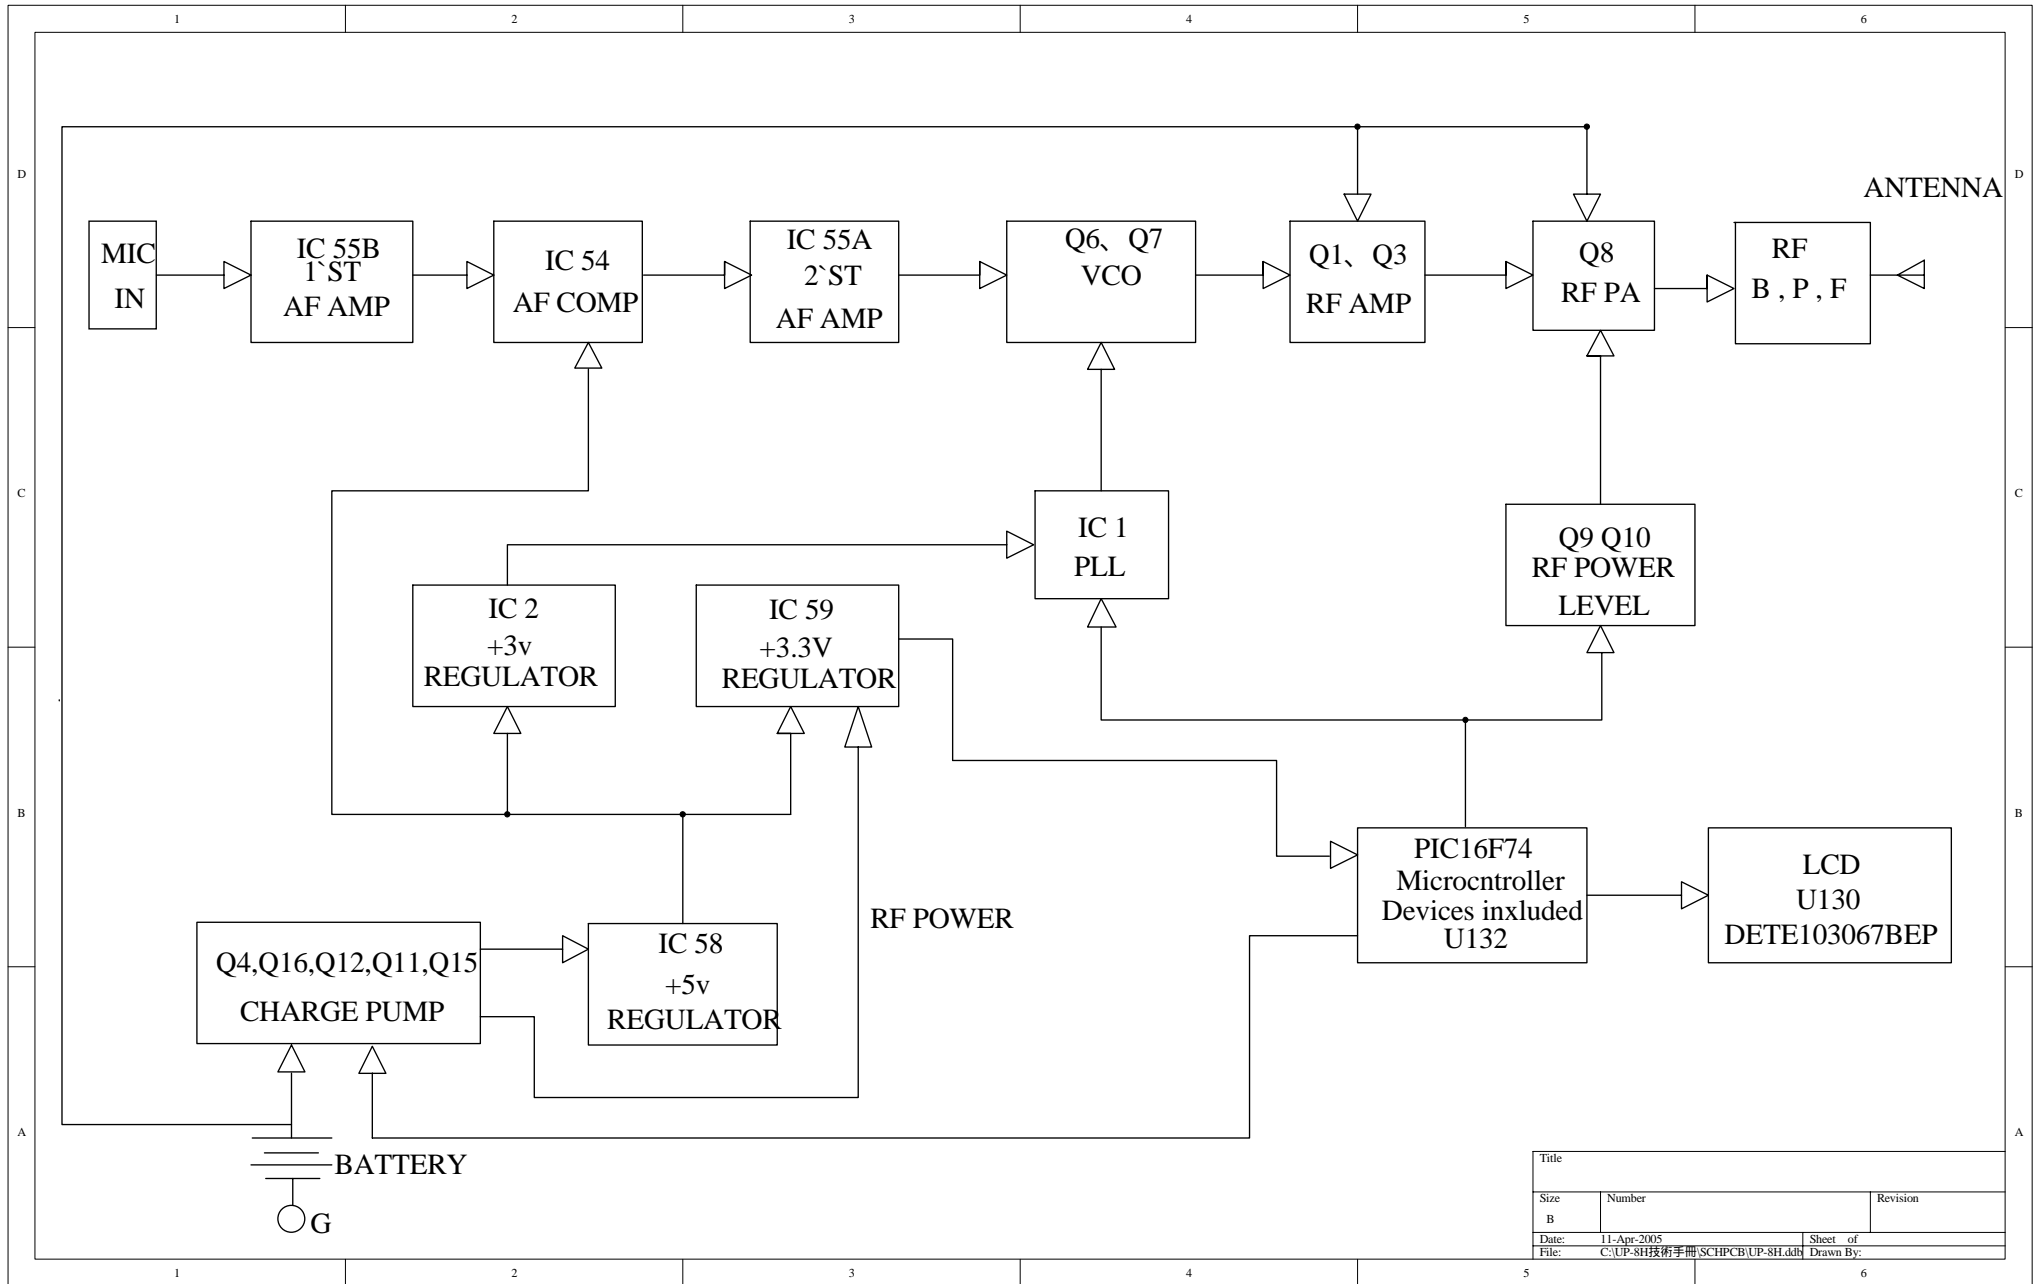 1 2 3 4 5 6
D D
ANTENNA
MIC
IN
IC 55B
1`ST
AF AMP
IC 54
AF COMP
IC 55A
2`ST
AF AMP
Q6、Q7
VCO
Q1、Q3
RF AMP
Q8
RF PA
RF
B , P , F
C C
IC 1
PLL
Q9 Q10
RF POWER
LEVEL
IC 2
+3v
REGULATOR
IC 59
+3.3V
REGULATOR
B B
PIC16F74
Microcntroller
Devices inxluded
U132
LCD
U130
DETE103067BEP
RF POWER
Q4,Q16,Q12,Q11,Q15
CHARGE PUMP
IC 58
+5v
REGULATOR
A A
BATTERY
G
Title
Size Number Revision
B
Date: 11-Apr-2005 Sheet of
File: C:\UP-8H技術手冊\SCHPCB\UP-8H.ddb Drawn By:
1 2 3 4 5 6